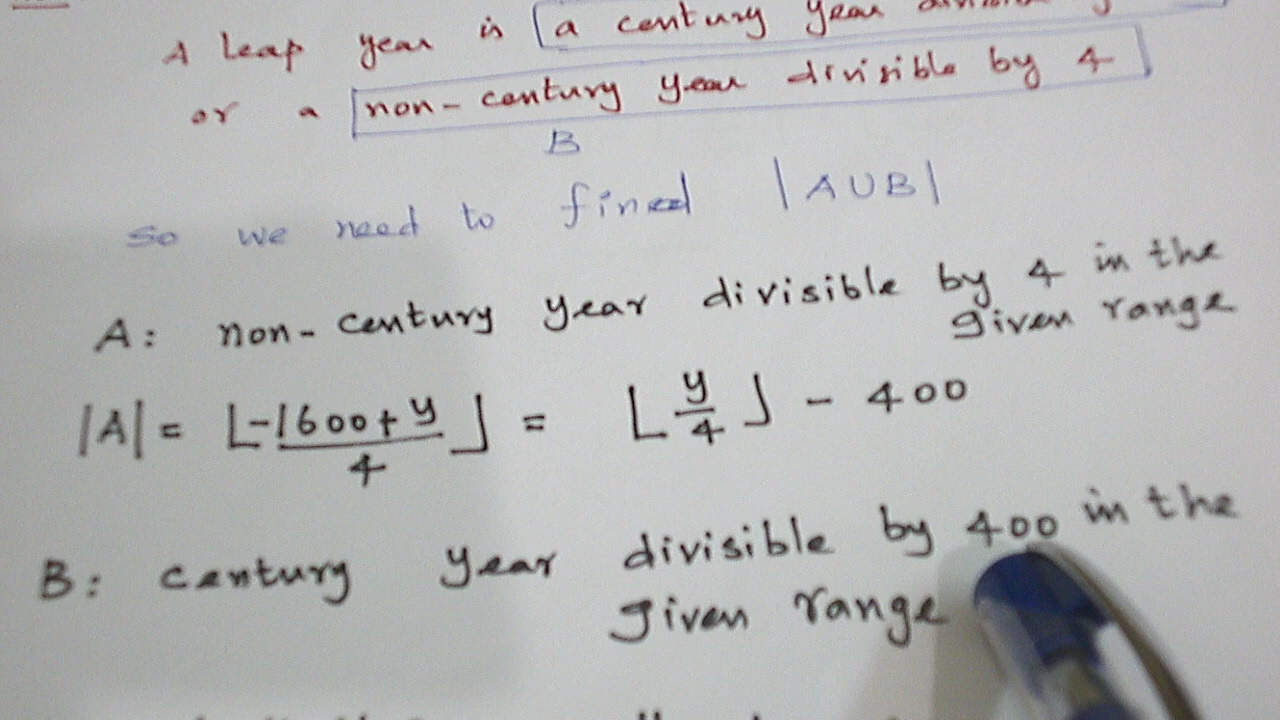 A leap year is a century year
or a non-century year divisible by 4
B
so we need to fined |A∪B|
A: non-century year divisible by 4 in the
given range
|A| = ⌊(-1600+y)/4⌋ = ⌊y/4⌋ - 400
B: century year divisible by 400 in the
given range